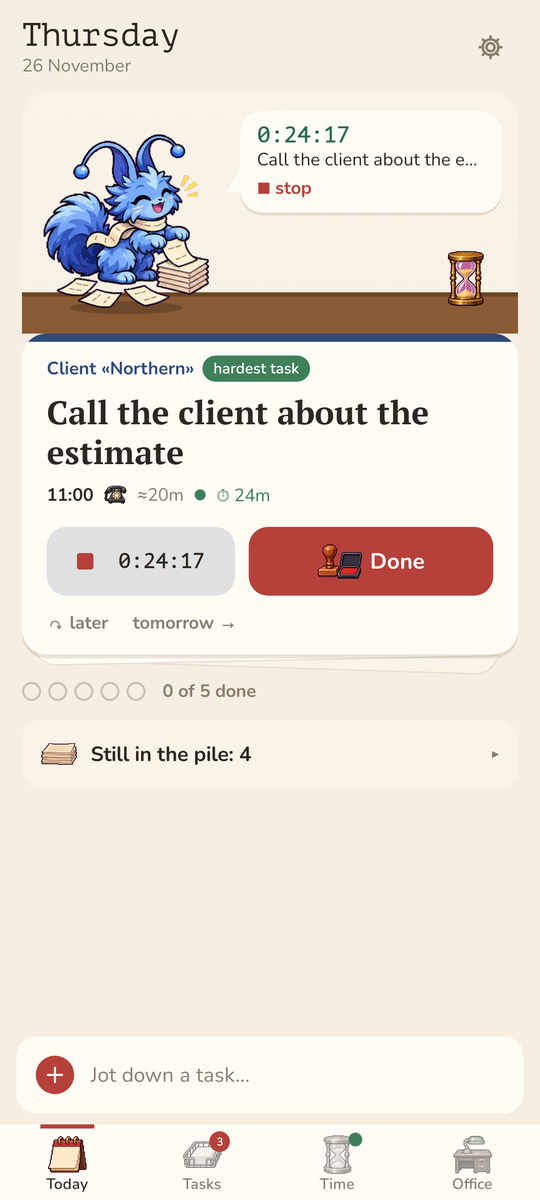 Thursday
26 November
0:24:17
Call the client about the e...
stop
Client «Northern» hardest task
Call the client about the
estimate
11:00 ≈20m 24m
0:24:17 Done
later tomorrow →
0 of 5 done
Still in the pile: 4
Jot down a task...
3
Today Tasks Time Office